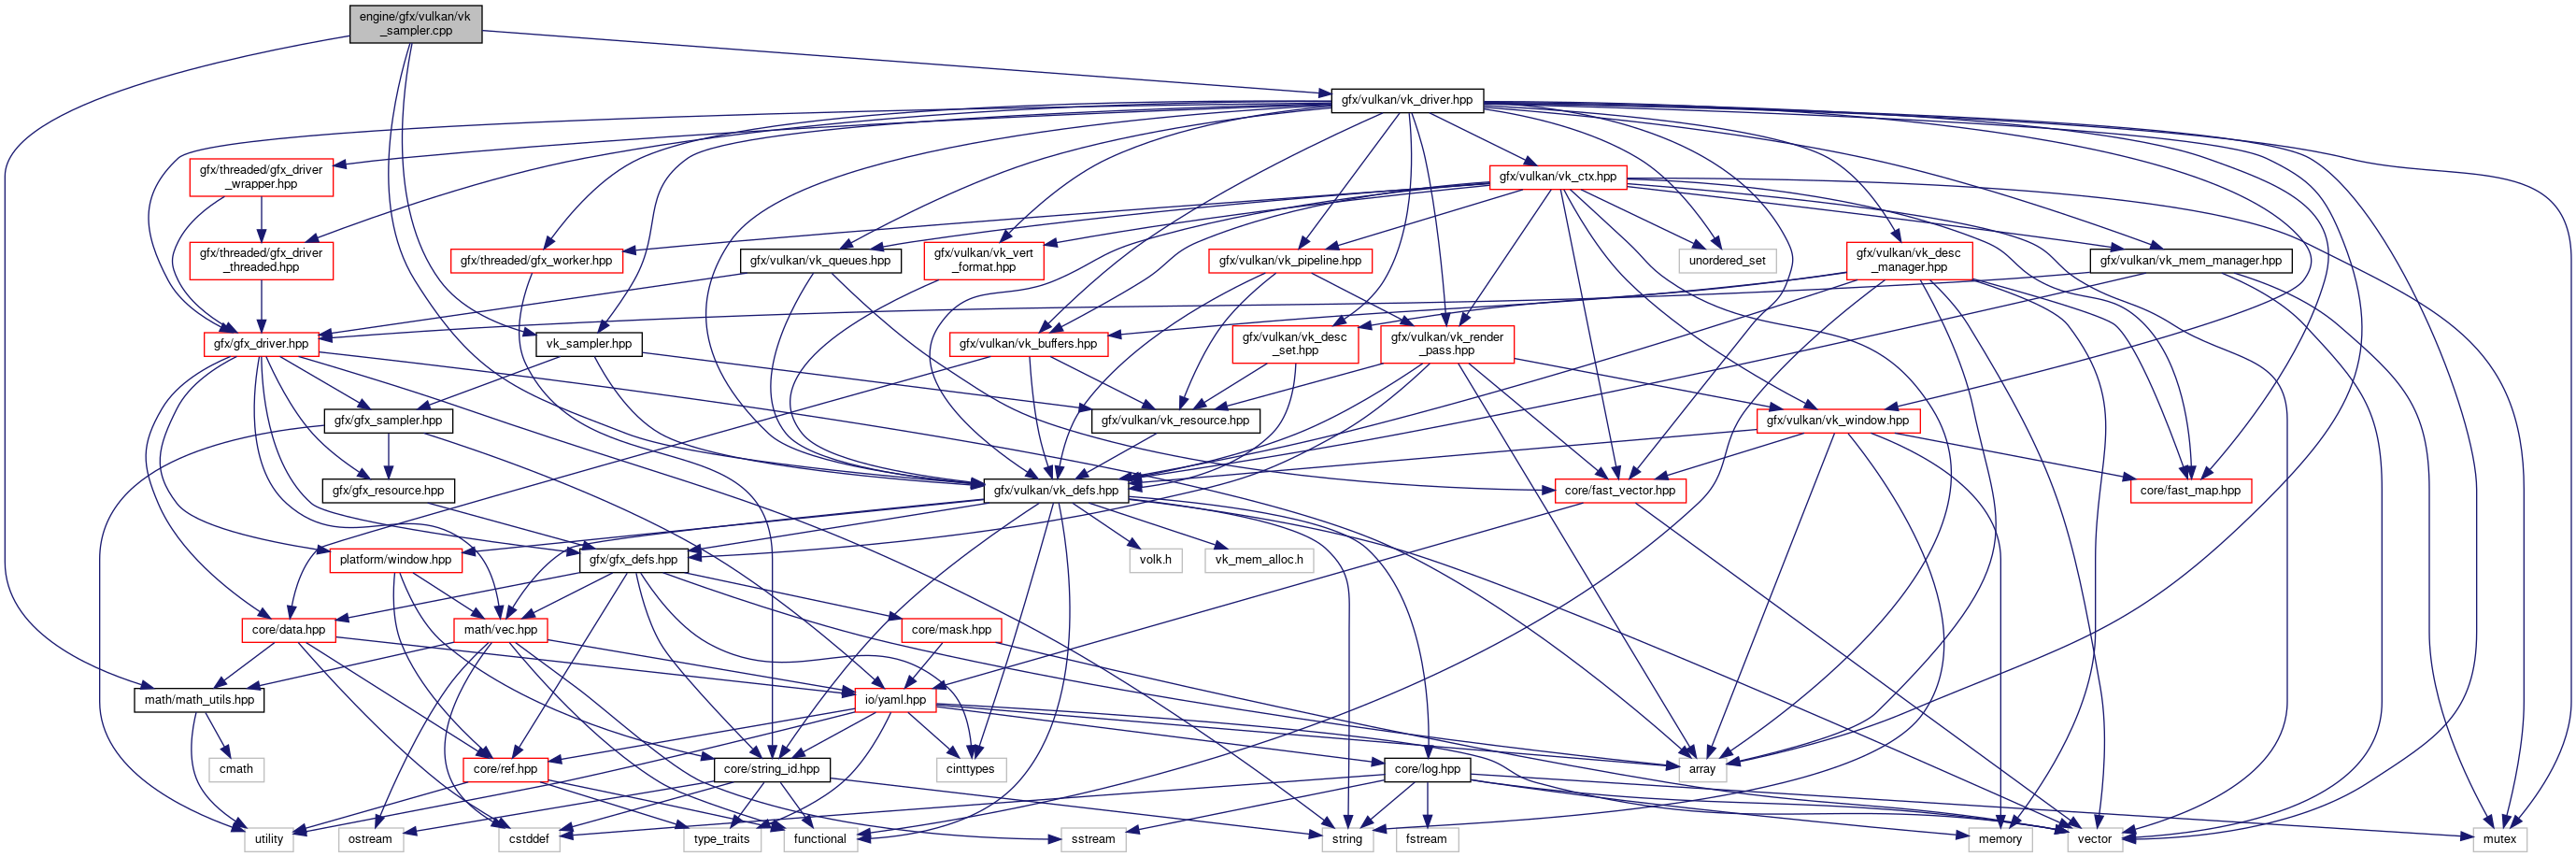 engine/gfx/vulkan/vk
_sampler.cpp
gfx/vulkan/vk_driver.hpp
gfx/threaded/gfx_driver
_wrapper.hpp
gfx/vulkan/vk_ctx.hpp
gfx/threaded/gfx_driver
_threaded.hpp
gfx/threaded/gfx_worker.hpp
gfx/vulkan/vk_queues.hpp
gfx/vulkan/vk_vert
_format.hpp
gfx/vulkan/vk_pipeline.hpp
unordered_set
gfx/vulkan/vk_desc
_manager.hpp
gfx/vulkan/vk_mem_manager.hpp
gfx/gfx_driver.hpp
vk_sampler.hpp
gfx/vulkan/vk_buffers.hpp
gfx/vulkan/vk_desc
_set.hpp
gfx/vulkan/vk_render
_pass.hpp
gfx/gfx_sampler.hpp
gfx/vulkan/vk_resource.hpp
gfx/vulkan/vk_window.hpp
gfx/gfx_resource.hpp
gfx/vulkan/vk_defs.hpp
core/fast_vector.hpp
core/fast_map.hpp
platform/window.hpp
gfx/gfx_defs.hpp
volk.h
vk_mem_alloc.h
core/data.hpp
math/vec.hpp
core/mask.hpp
math/math_utils.hpp
io/yaml.hpp
cmath
core/ref.hpp
core/string_id.hpp
cinttypes
core/log.hpp
array
utility
ostream
cstddef
type_traits
functional
sstream
string
fstream
memory
vector
mutex